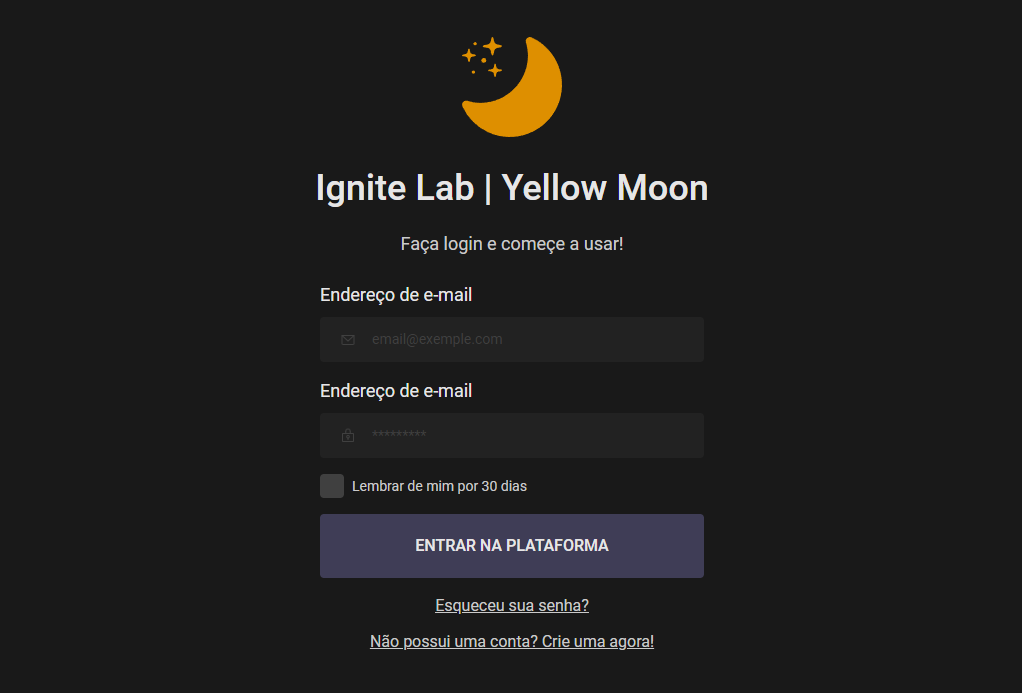 Ignite Lab | Yellow Moon
Faça login e começe a usar!
Endereço de e-mail
email@exemple.com
Endereço de e-mail
*********
Lembrar de mim por 30 dias
ENTRAR NA PLATAFORMA
Esqueceu sua senha?
Não possui uma conta? Crie uma agora!